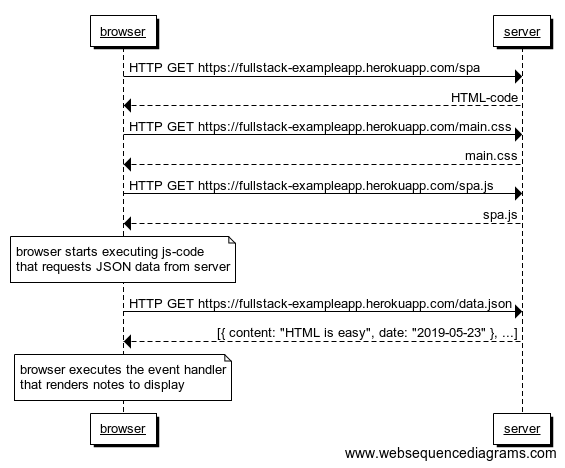 browser server
HTTP GET https://fullstack-exampleapp.herokuapp.com/spa
HTML-code
HTTP GET https://fullstack-exampleapp.herokuapp.com/main.css
main.css
HTTP GET https://fullstack-exampleapp.herokuapp.com/spa.js
spa.js
browser starts executing js-code
that requests JSON data from server
HTTP GET https://fullstack-exampleapp.herokuapp.com/data.json
[{ content: "HTML is easy", date: "2019-05-23" }, ...]
browser executes the event handler
that renders notes to display
browser server
www.websequencediagrams.com